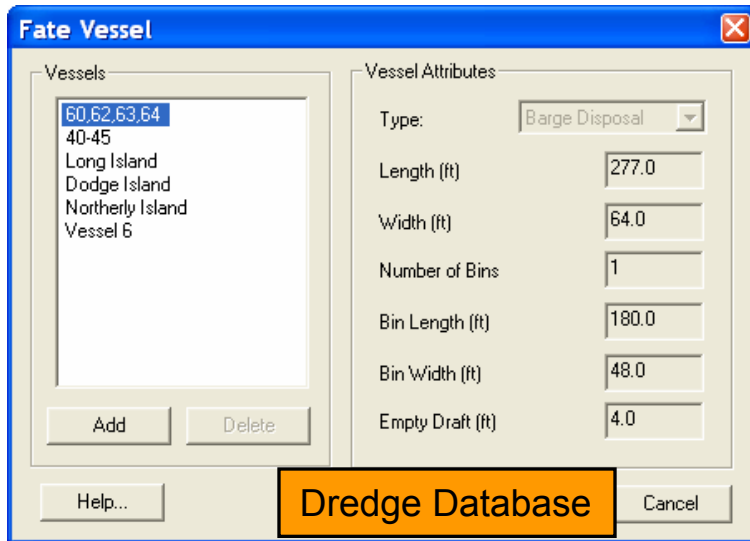 Fate Vessel
Vessels
60,62,63,64
40-45
Long Island
Dodge Island
Northerly Island
Vessel 6
Add
Delete
Vessel Attributes
Type:
Barge Disposal
Length (ft)
277.0
Width (ft)
64.0
Number of Bins
1
Bin Length (ft)
180.0
Bin Width (ft)
48.0
Empty Draft (ft)
4.0
Help...
Dredge Database
Cancel